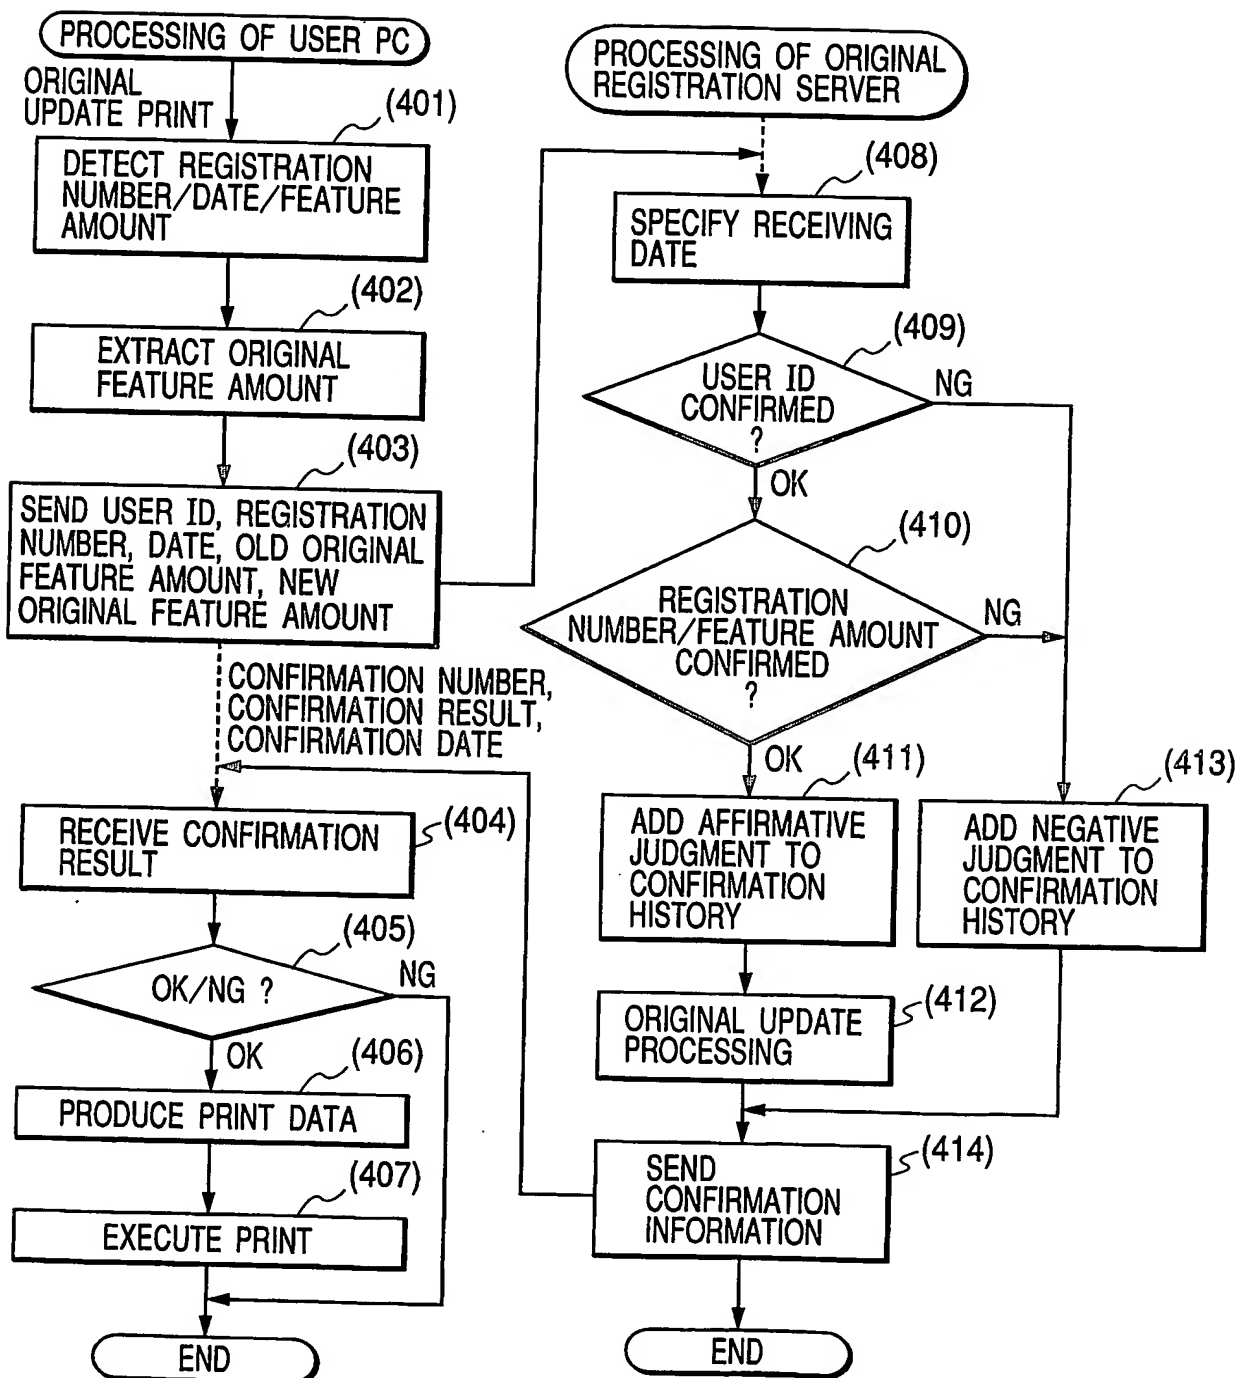 PROCESSING OF USER PC
ORIGINAL
UPDATE PRINT
(401)
DETECT REGISTRATION
NUMBER/DATE/FEATURE
AMOUNT
(402)
EXTRACT ORIGINAL
FEATURE AMOUNT
(403)
SEND USER ID, REGISTRATION
NUMBER, DATE, OLD ORIGINAL
FEATURE AMOUNT, NEW
ORIGINAL FEATURE AMOUNT
CONFIRMATION NUMBER,
CONFIRMATION RESULT,
CONFIRMATION DATE
RECEIVE CONFIRMATION
RESULT
(404)
(405)
OK/NG ?
NG
OK
(406)
PRODUCE PRINT DATA
(407)
EXECUTE PRINT
END
PROCESSING OF ORIGINAL
REGISTRATION SERVER
(408)
SPECIFY RECEIVING
DATE
(409)
USER ID
CONFIRMED
?
NG
OK
(410)
REGISTRATION
NUMBER/FEATURE AMOUNT
CONFIRMED
?
NG
OK
(411)
ADD AFFIRMATIVE
JUDGMENT TO
CONFIRMATION
HISTORY
(413)
ADD NEGATIVE
JUDGMENT TO
CONFIRMATION
HISTORY
ORIGINAL UPDATE
PROCESSING
(412)
SEND
CONFIRMATION
INFORMATION
(414)
END